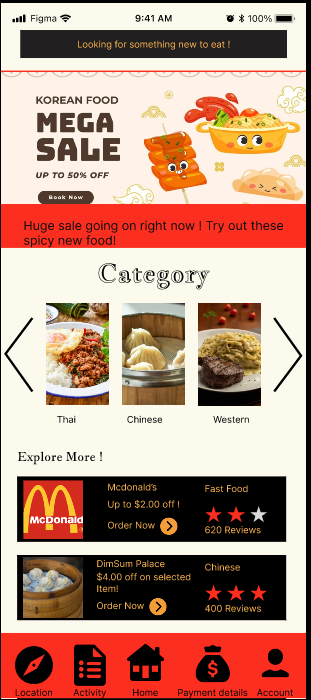 Figma
9:41 AM
100%
Looking for something new to eat !
KOREAN FOOD
MEGA
SALE
UP TO 50% OFF
Book Now
Huge sale going on right now ! Try out these
spicy new food!
Category
Thai
Chinese
Western
Explore More !
McDonald
Mcdonald's
Up to $2.00 off !
Order Now
Fast Food
620 Reviews
DimSum Palace
$4.00 off on selected
Item!
Order Now
Chinese
400 Reviews
Location
Activity
Home
Payment details
Account